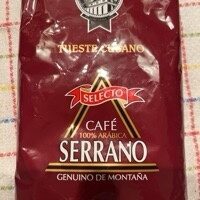 TUESTE CUBANO
SELECTO
CAFÉ
100% ARÁBICA
SERRANO
GENUINO DE MONTAÑA